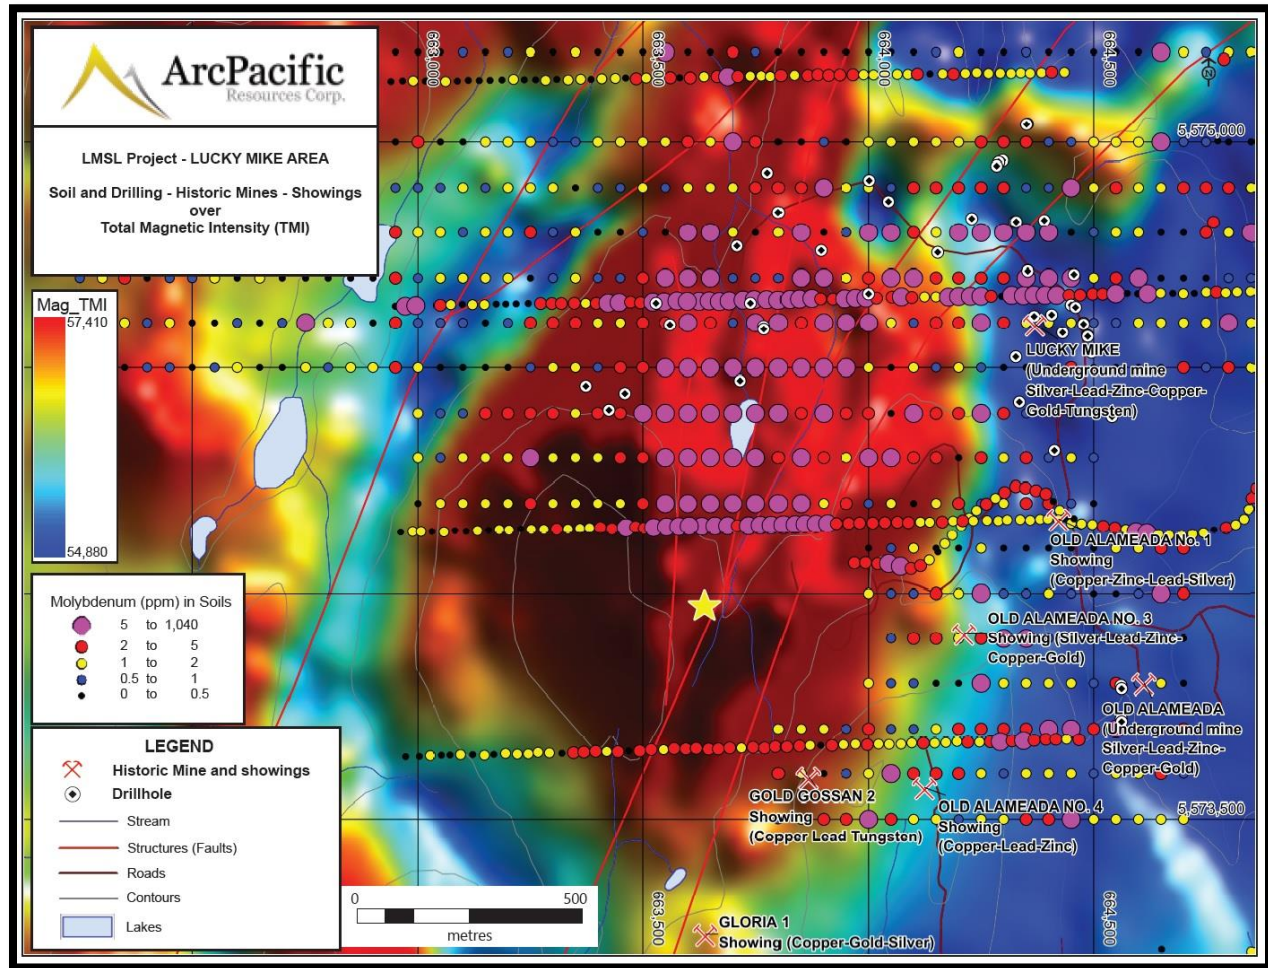 ArcPacific
Resources Corp.
LMSL Project - LUCKY MIKE AREA
Soil and Drilling - Historic Mines - Showings
over
Total Magnetic Intensity (TMI)
663,000
663,500
664,000
664,500
N
5,575,000
Mag_TMI
57,410
54,880
LUCKY MIKE
(Underground mine
Silver-Lead-Zinc-Copper-
Gold-Tungsten)
OLD ALAMEADA No. 1
Showing
(Copper-Zinc-Lead-Silver)
Molybdenum (ppm) in Soils
5 to 1,040
2 to 5
1 to 2
0.5 to 1
0 to 0.5
OLD ALAMEADA NO. 3
Showing (Silver-Lead-Zinc-
Copper-Gold)
OLD ALAMEADA
(Underground mine
Silver-Lead-Zinc-
Copper-Gold)
LEGEND
Historic Mine and showings
Drillhole
Stream
Structures (Faults)
Roads
Contours
Lakes
GOLD GOSSAN 2
Showing
(Copper Lead Tungsten)
OLD ALAMEADA NO. 4
Showing
(Copper-Lead-Zinc)
5,573,500
0 500
metres
663,500
664,500
GLORIA 1
Showing (Copper-Gold-Silver)